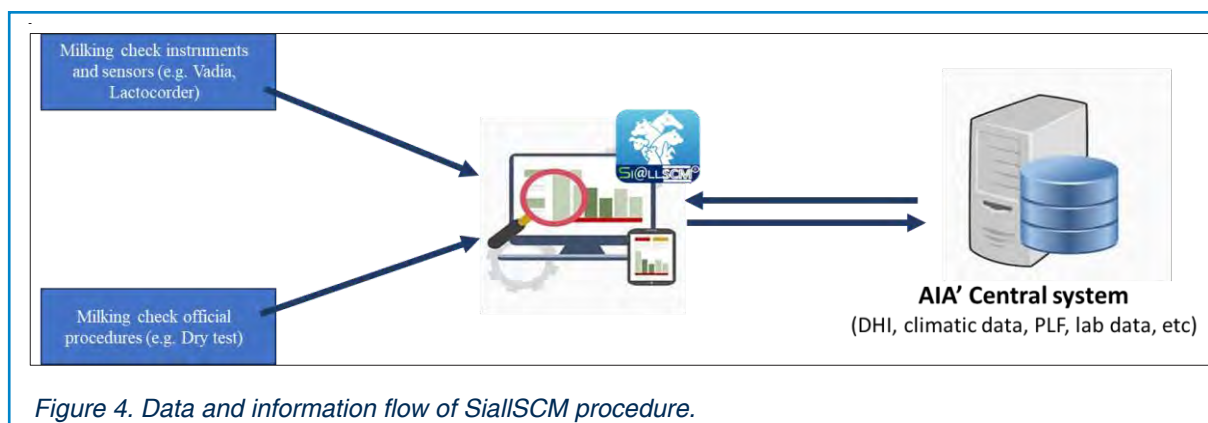 Milking check instruments
and sensors (e.g. Vadia,
Lactocorder)
Si@LLSCM®
Milking check official
procedures (e.g. Dry test)
AIA' Central system
(DHI, climatic data, PLF, lab data, etc)
Figure 4. Data and information flow of SiallSCM procedure.